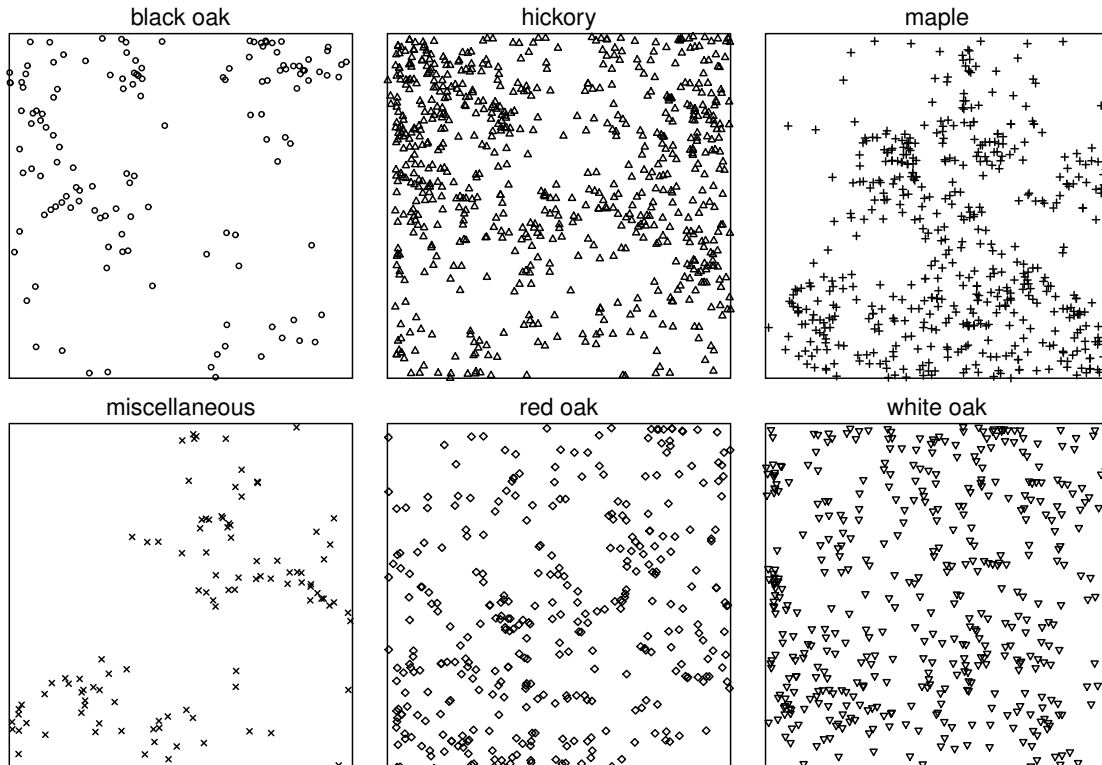 black oak
hickory
maple
miscellaneous
red oak
white oak